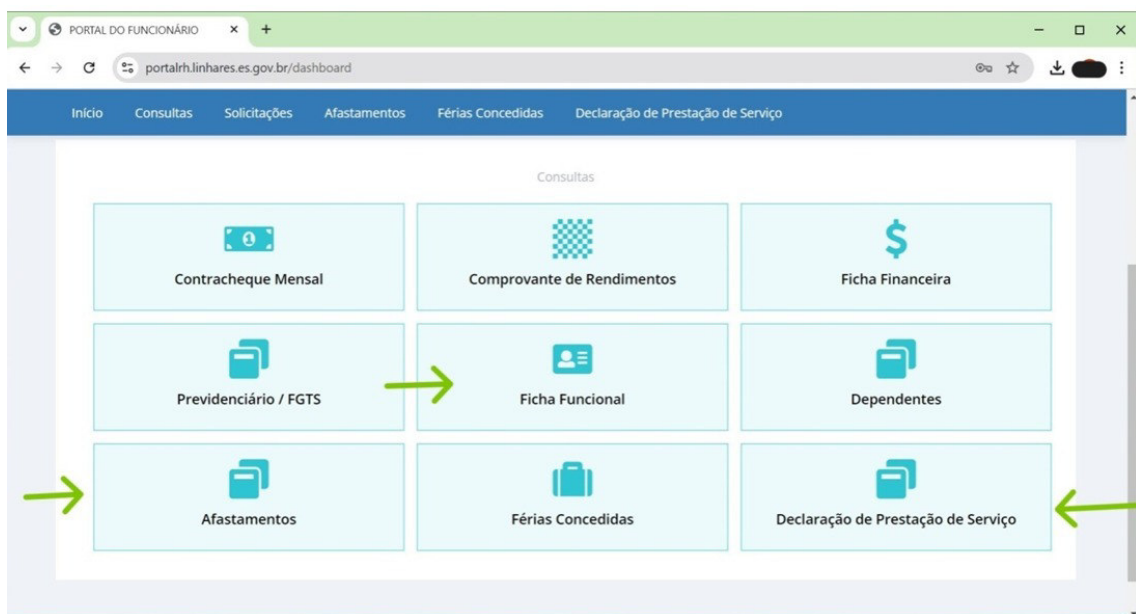 PORTAL DO FUNCIONÁRIO
portalrh.linhares.es.gov.br/dashboard
Início Consultas Solicitações Afastamentos Férias Concedidas Declaração de Prestação de Serviço
Consultas
1
Contracheque Mensal Comprovante de Rendimentos Ficha Financeira
Previdenciário / FGTS Ficha Funcional Dependentes
Afastamentos Férias Concedidas Declaração de Prestação de Serviço